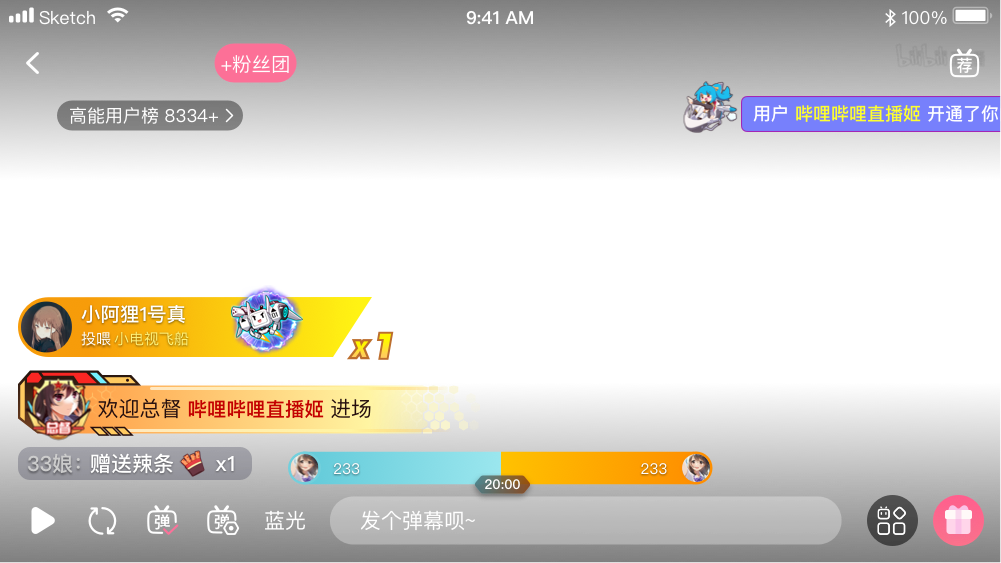 Sketch
9:41 AM
100%
+粉丝团
荐
高能用户榜 8334+
用户 哔哩哔哩直播姬 开通了你
小阿狸1号真
投喂 小电视飞船
x 1
总督
欢迎总督 哔哩哔哩直播姬 进场
33娘：赠送辣条 x1
233
233
20:00
弹
弹
蓝光
发个弹幕呗~